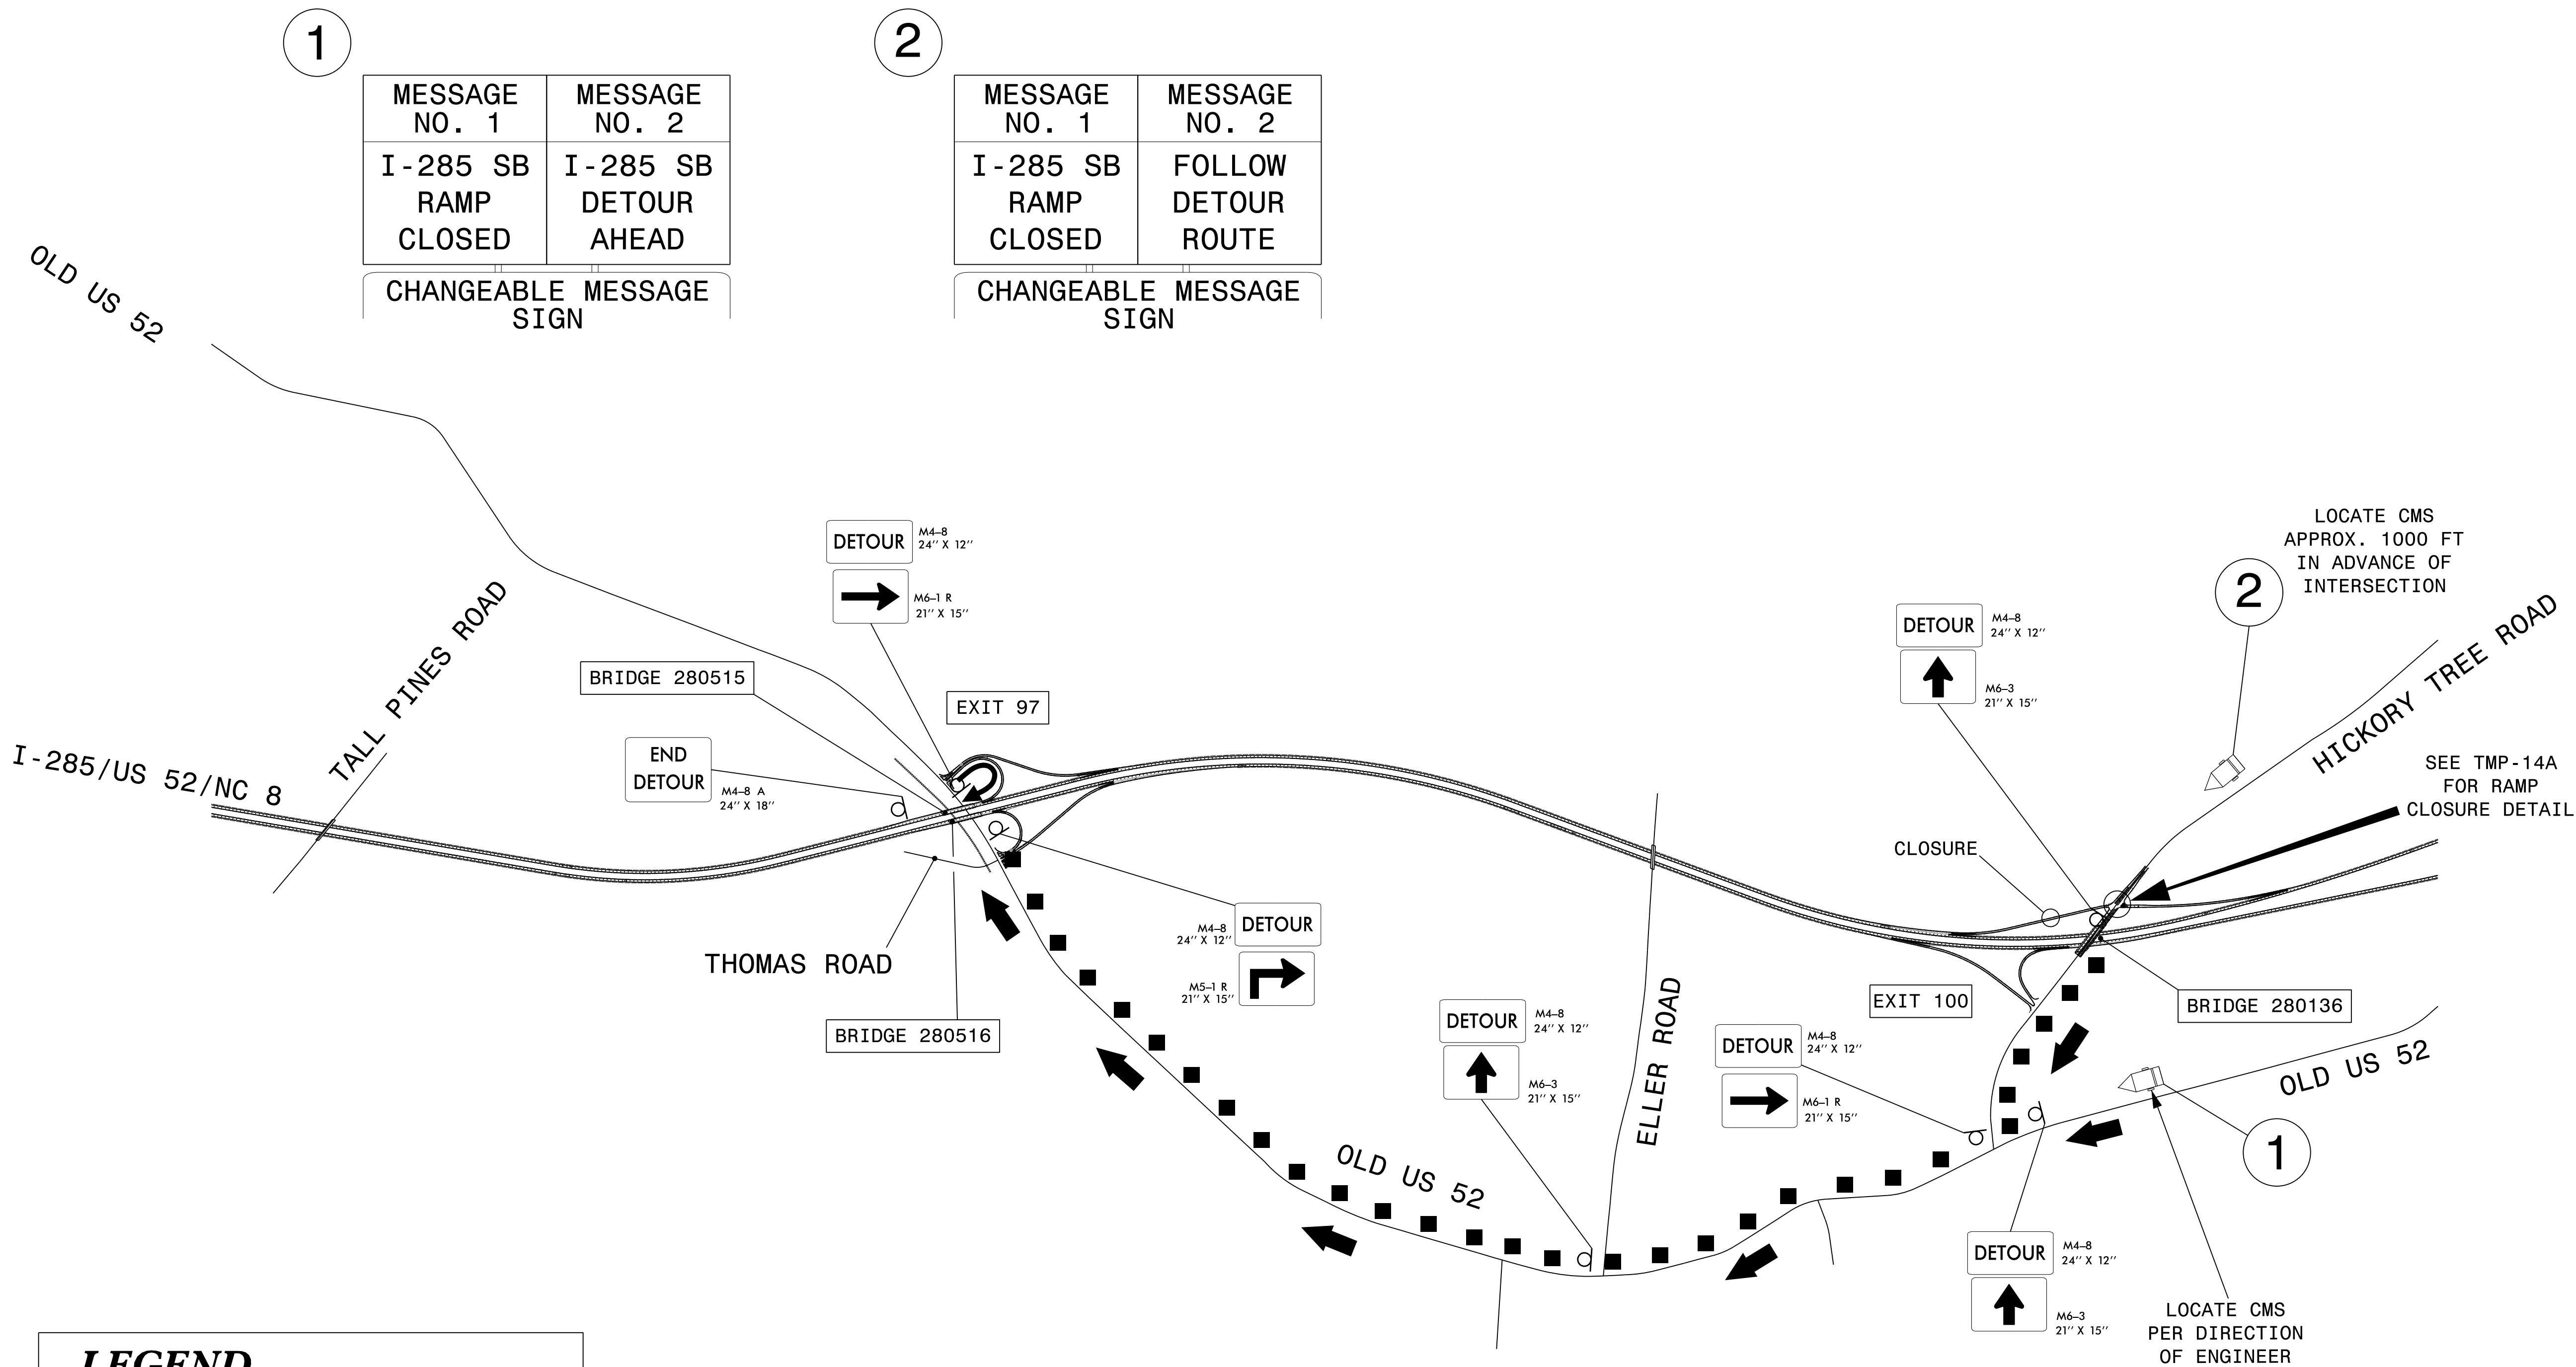 1
MESSAGE
NO. 1
MESSAGE
NO. 2
I-285 SB
RAMP
CLOSED
I-285 SB
DETOUR
AHEAD
CHANGEABLE MESSAGE
SIGN
2
MESSAGE
NO. 1
MESSAGE
NO. 2
I-285 SB
RAMP
CLOSED
FOLLOW
DETOUR
ROUTE
CHANGEABLE MESSAGE
SIGN
OLD US 52
TALL PINES ROAD
I-285/US 52/NC 8
DETOUR
M4–8
24'' X 12''
M6–1 R
21'' X 15''
BRIDGE 280515
EXIT 97
END
DETOUR
M4–8 A
24'' X 18''
THOMAS ROAD
BRIDGE 280516
M4–8
24'' X 12''
DETOUR
M5–1 R
21'' X 15''
LOCATE CMS
APPROX. 1000 FT
IN ADVANCE OF
INTERSECTION
2
HICKORY TREE ROAD
DETOUR
M4–8
24'' X 12''
M6–3
21'' X 15''
SEE TMP-14A
FOR RAMP
CLOSURE DETAIL
CLOSURE
EXIT 100
BRIDGE 280136
DETOUR
M4–8
24'' X 12''
M6–3
21'' X 15''
ELLER ROAD
DETOUR
M4–8
24'' X 12''
M6–1 R
21'' X 15''
OLD US 52
OLD US 52
1
DETOUR
M4–8
24'' X 12''
M6–3
21'' X 15''
LOCATE CMS
PER DIRECTION
OF ENGINEER
LEGEND